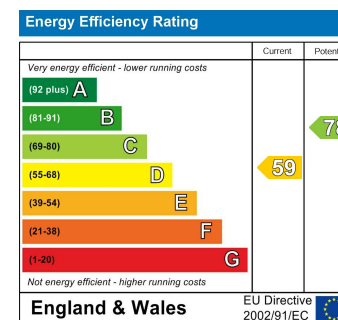 Energy Efficiency Rating
Current
Very energy efficient - lower running costs
(92 plus) A
(81-91) B
(69-80) C
(55-68) D
(39-54) E
(21-38) F
(1-20) G
59
Not energy efficient - higher running costs
England & Wales
EU Directive
2002/91/EC